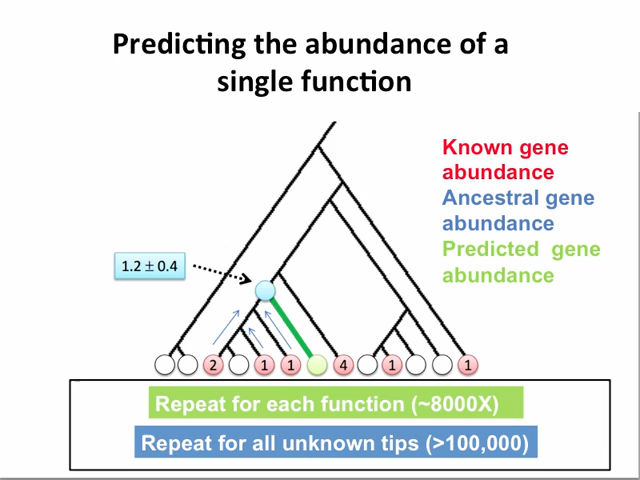 Predicting the abundance of a
single function
Known gene
abundance
Ancestral gene
abundance
Predicted gene
abundance
1.2 ± 0.4
2 1 1 4 1 1
Repeat for each function (~8000X)
Repeat for all unknown tips (>100,000)